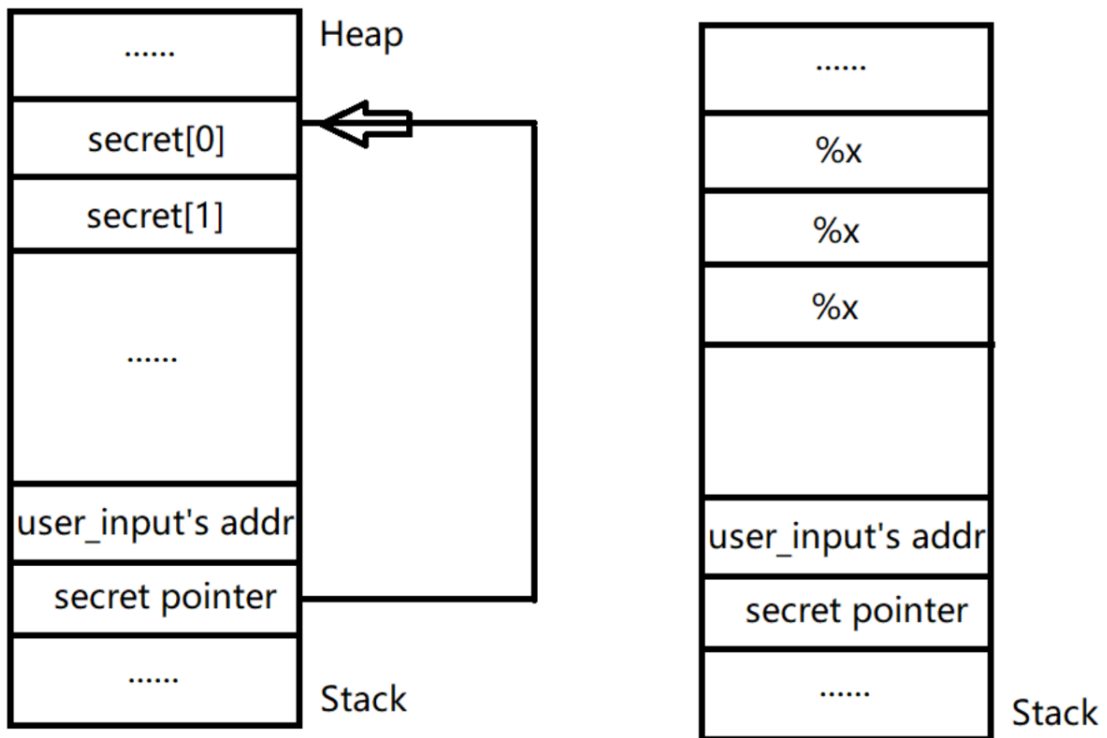 ......
Heap
secret[0]
secret[1]
......
user_input's addr
secret pointer
......
Stack
......
%x
%x
%x
user_input's addr
secret pointer
......
Stack